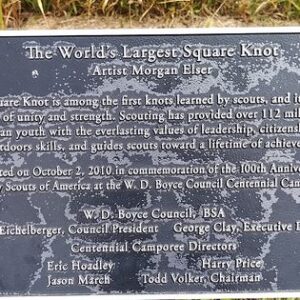 The World's Largest Square Knot
Artist Morgan Elser
uare Knot is among the first knots learned by scouts, and
of unity and strength. Scouting has provided over 112 mil
an youth with the everlasting values of leadership, citizens
tdoors skills, and guides scouts toward a lifetime of achieve
ted on October 2, 2010 in commemoration of the 100th Annivers
y Scouts of America at the W. D. Boyce Council Centennial Cam
W. D. Boyce Council, BSA
Eichelberger, Council President George Clay, Executive D
Centennial Camporee Directors
Eric Hoadley Harry Price
Jason March Todd Volker, Chairman